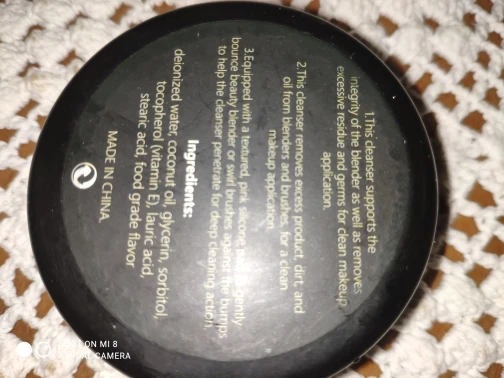 1.This cleanser supports the
integrity of the blender as well as removes
excessive residue and germs for clean makeup
application.
2.This cleanser removes excess product, dirt, and
oil from blenders and brushes, for a clean
makeup application
3.Equipped with a textured, pink silicone gently
bounce beauty blender or swirl brushes against the bumps
to help the cleanser penetrate for deep cleaning action.
Ingredients:
deionized water, coconut oil, glycerin, sorbitol,
tocopherol (vitamin E), lauric acid,
stearic acid, food grade flavor
MADE IN CHINA
ON MI 8
CAMERA